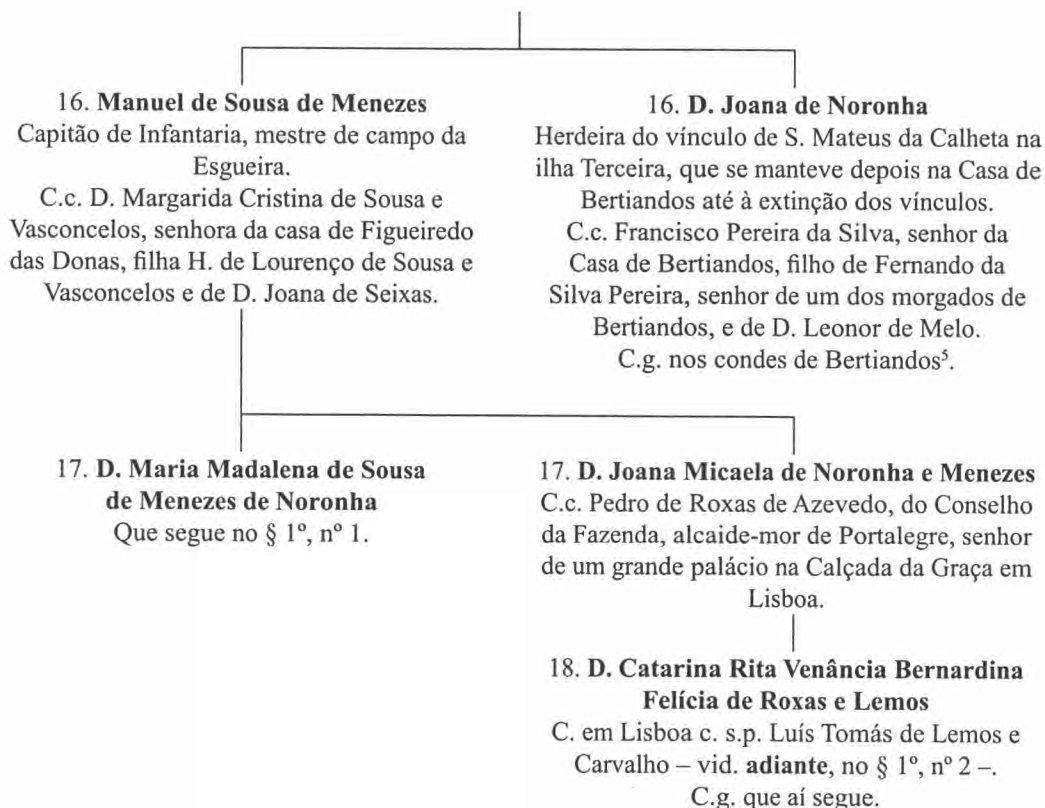 16. Manuel de Sousa de Menezes
Capitão de Infantaria, mestre de campo da
Esgueira.
C.c. D. Margarida Cristina de Sousa e
Vasconcelos, senhora da casa de Figueiredo
das Donas, filha H. de Lourenço de Sousa e
Vasconcelos e de D. Joana de Seixas.
16. D. Joana de Noronha
Herdeira do vínculo de S. Mateus da Calheta na
ilha Terceira, que se manteve depois na Casa de
Bertiandos até à extinção dos vínculos.
C.c. Francisco Pereira da Silva, senhor da
Casa de Bertiandos, filho de Fernando da
Silva Pereira, senhor de um dos morgados de
Bertiandos, e de D. Leonor de Melo.
C.g. nos condes de Bertiandos⁵.
17. D. Maria Madalena de Sousa
de Menezes de Noronha
Que segue no § 1º, nº 1.
17. D. Joana Micaela de Noronha e Menezes
C.c. Pedro de Roxas de Azevedo, do Conselho
da Fazenda, alcaide-mor de Portalegre, senhor
de um grande palácio na Calçada da Graça em
Lisboa.
18. D. Catarina Rita Venância Bernardina
Felícia de Roxas e Lemos
C. em Lisboa c. s.p. Luís Tomás de Lemos e
Carvalho – vid. adiante, no § 1º, nº 2 –.
C.g. que aí segue.